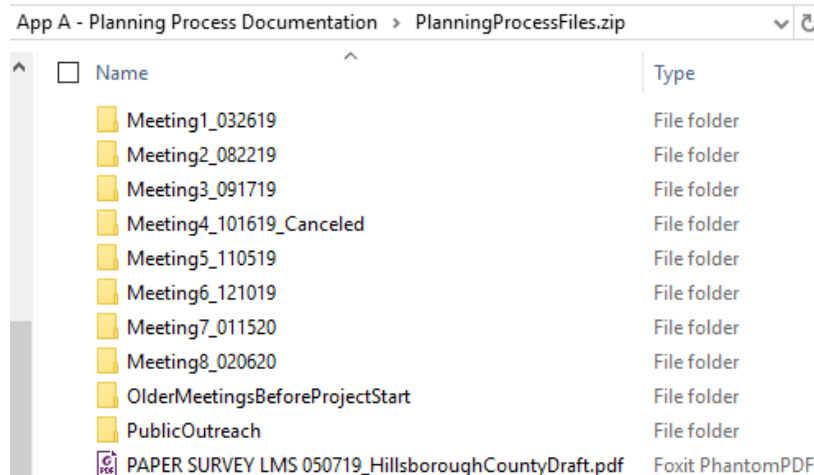 App A - Planning Process Documentation > PlanningProcessFiles.zip
Name Type
Meeting1_032619 File folder
Meeting2_082219 File folder
Meeting3_091719 File folder
Meeting4_101619_Canceled File folder
Meeting5_110519 File folder
Meeting6_121019 File folder
Meeting7_011520 File folder
Meeting8_020620 File folder
OlderMeetingsBeforeProjectStart File folder
PublicOutreach File folder
PAPER SURVEY LMS 050719_HillsboroughCountyDraft.pdf Foxit PhantomPDF